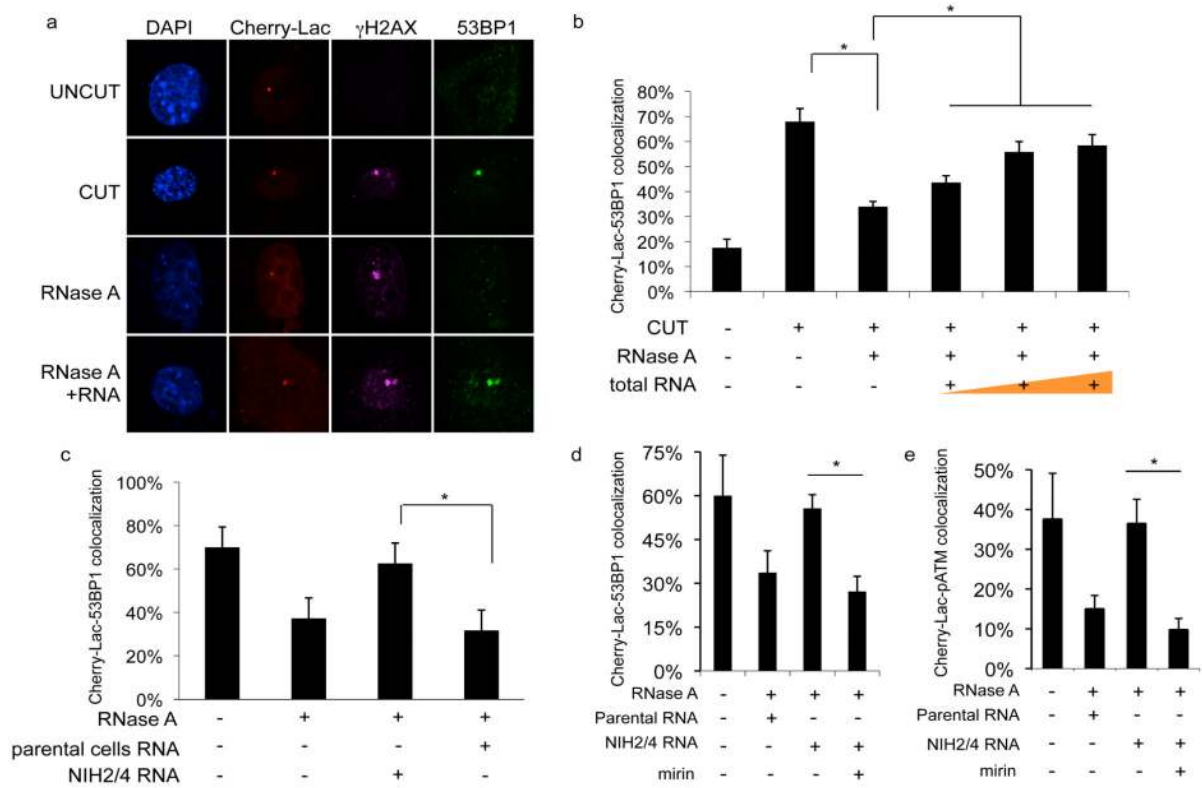 a
DAPI Cherry-Lac γH2AX 53BP1
UNCUT
CUT
RNase A
RNase A
+RNA
b
*
*
Cherry-Lac-53BP1 colocalization
80%
70%
60%
50%
40%
30%
20%
10%
0%
CUT - + + + + +
RNase A - - + + + +
total RNA - - - + + +
c
*
Cherry-Lac-53BP1 colocalization
100%
80%
60%
40%
20%
0%
RNase A - + + +
parental cells RNA - - - +
NIH2/4 RNA - - + -
d
*
Cherry-Lac-53BP1 colocalization
75%
60%
45%
30%
15%
0%
RNase A - + + +
Parental RNA - + - -
NIH2/4 RNA - - + +
mirin - - - +
e
*
Cherry-Lac-pATM colocalization
50%
40%
30%
20%
10%
0%
RNase A - + + +
Parental RNA - + - -
NIH2/4 RNA - - + +
mirin - - - +